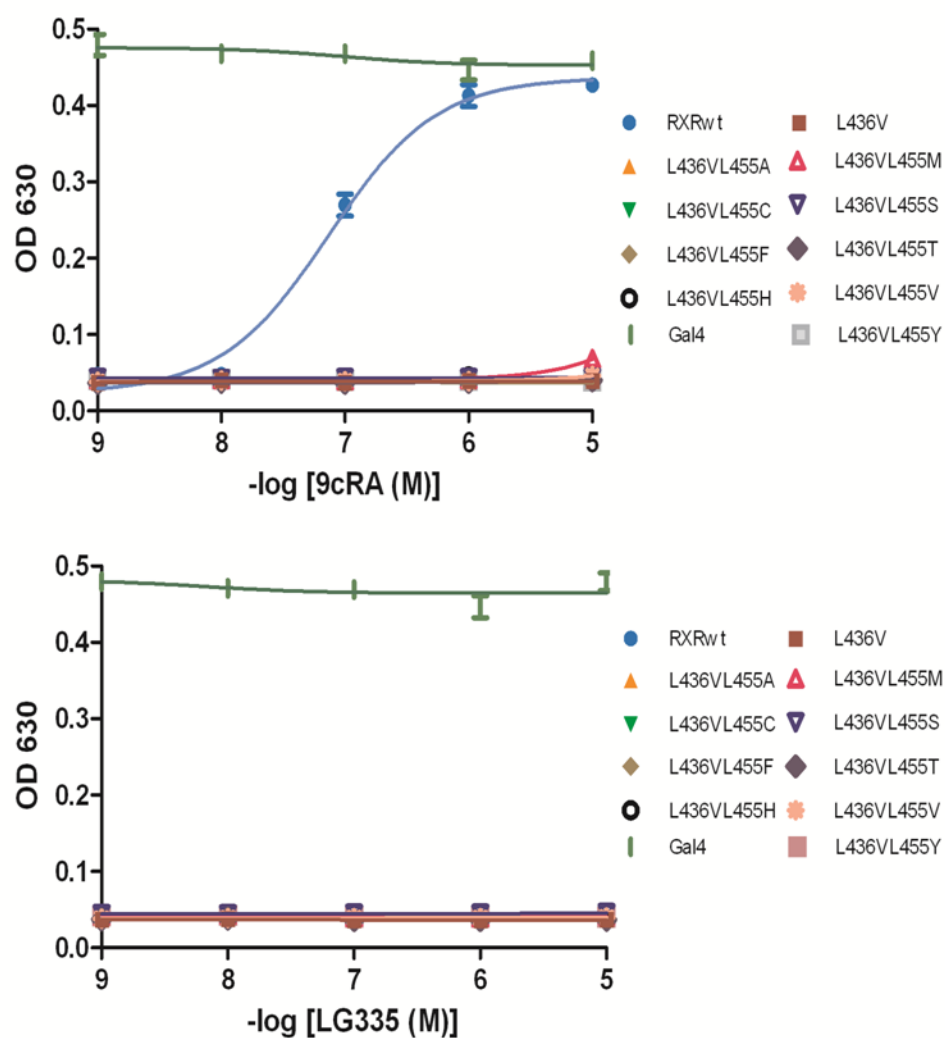 0.5
0.4
0.3
0.2
0.1
0.0
OD 630
9 8 7 6 5
-log [9cRA (M)]
RXRwt L436V
L436VL455A L436VL455M
L436VL455C L436VL455S
L436VL455F L436VL455T
L436VL455H L436VL455V
Gal4 L436VL455Y
0.5
0.4
0.3
0.2
0.1
0.0
OD 630
9 8 7 6 5
-log [LG335 (M)]
RXRwt L436V
L436VL455A L436VL455M
L436VL455C L436VL455S
L436VL455F L436VL455T
L436VL455H L436VL455V
Gal4 L436VL455Y